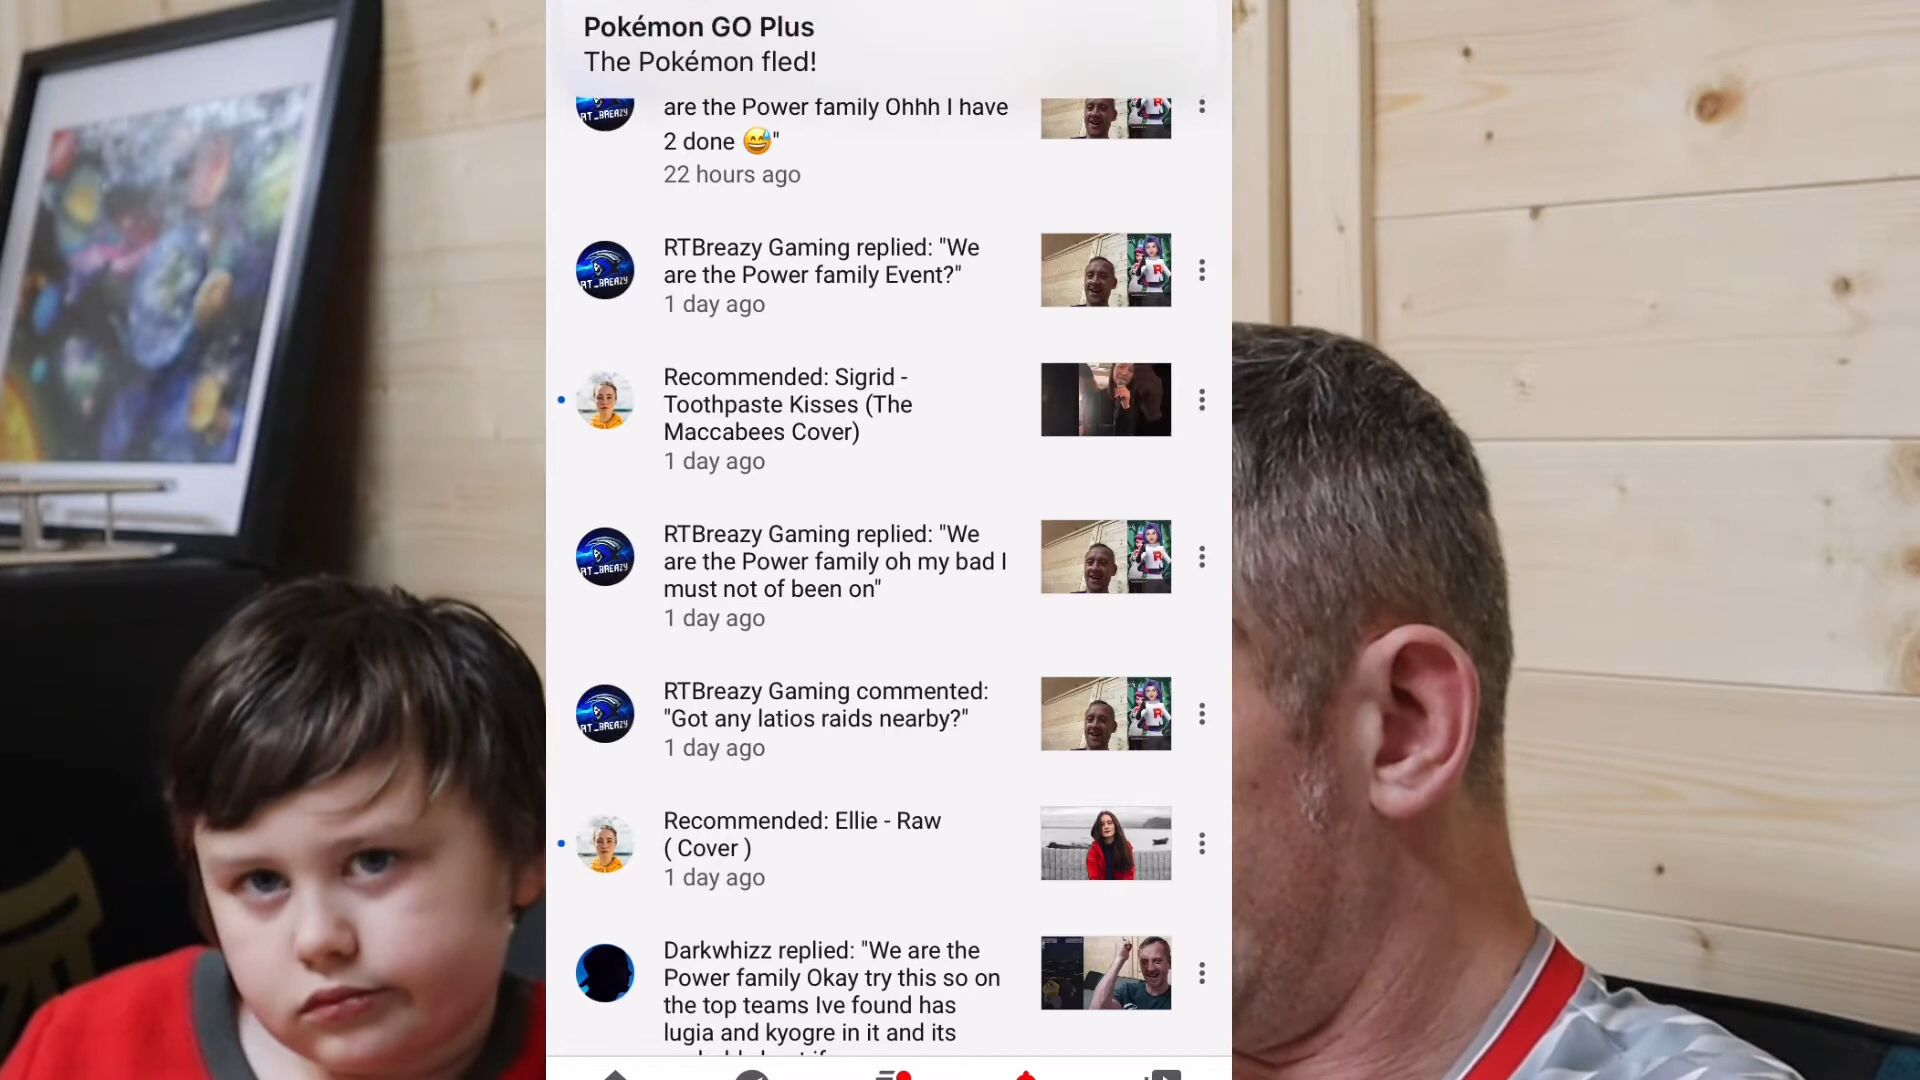 Pokémon GO Plus
The Pokémon fled!
are the Power family Ohhh I have
2 done 😅"
22 hours ago
RT_BREAZY
RTBreazy Gaming replied: "We
are the Power family Event?"
1 day ago
RT_BREAZY
Recommended: Sigrid -
Toothpaste Kisses (The
Maccabees Cover)
1 day ago
RTBreazy Gaming replied: "We
are the Power family oh my bad I
must not of been on"
1 day ago
RT_BREAZY
RTBreazy Gaming commented:
"Got any latios raids nearby?"
1 day ago
RT_BREAZY
Recommended: Ellie - Raw
( Cover )
1 day ago
Darkwhizz replied: "We are the
Power family Okay try this so on
the top teams Ive found has
lugia and kyogre in it and its